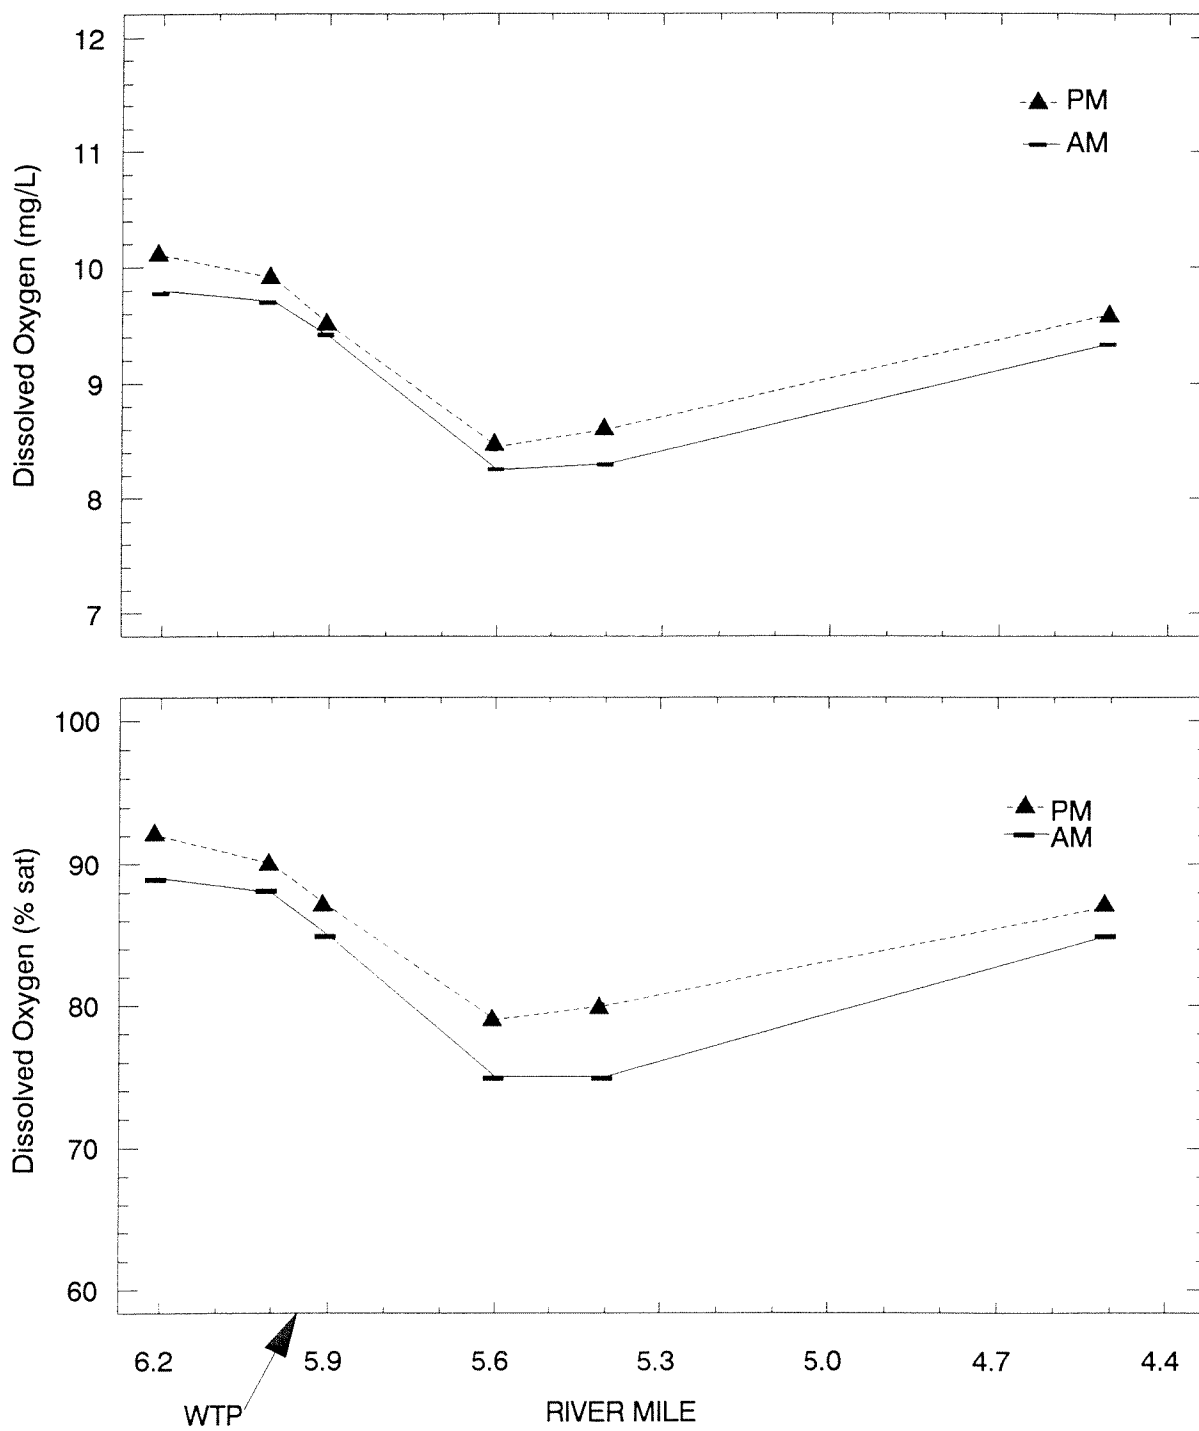 12
11
10
9
8
7
Dissolved Oxygen (mg/L)
PM
AM
100
90
80
70
60
Dissolved Oxygen (% sat)
PM
AM
6.2 5.9 5.6 5.3 5.0 4.7 4.4
WTP
RIVER MILE